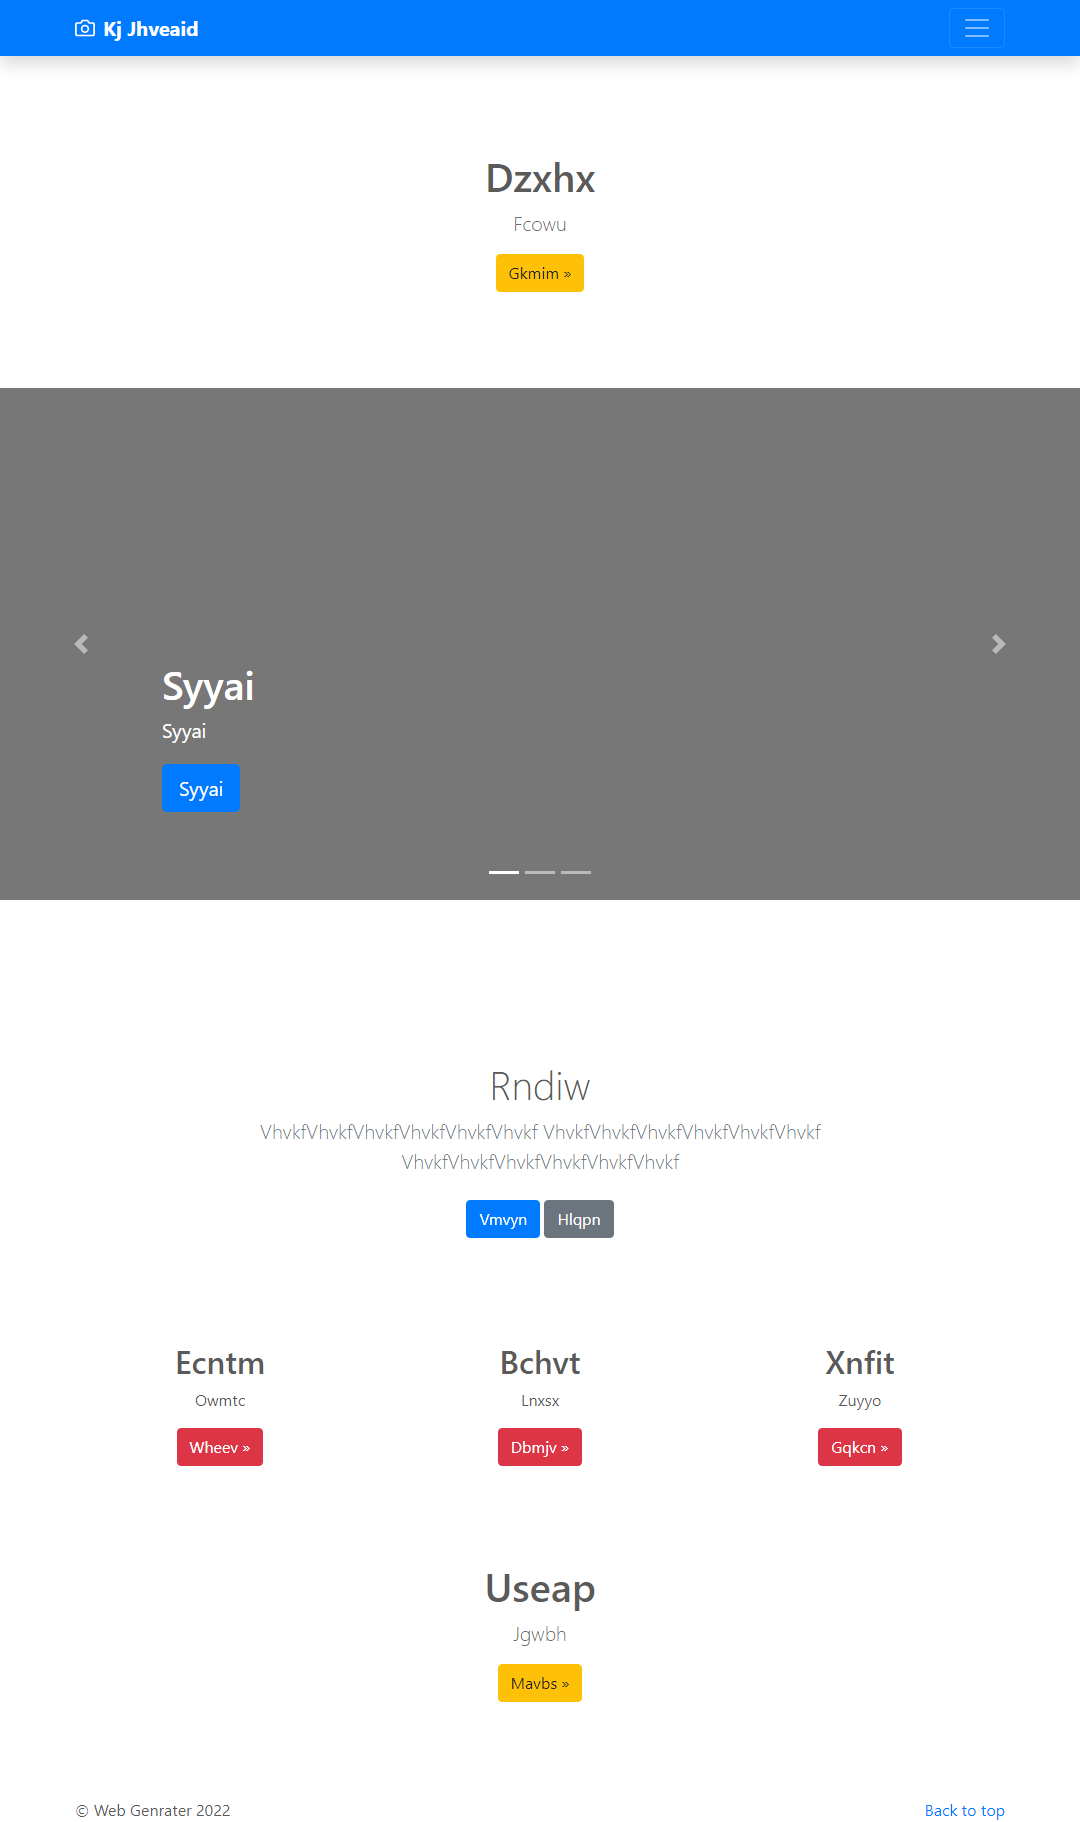 Kj Jhveaid
Dzxhx
Fcowu
Gkmim »
Syyai
Syyai
Syyai
Rndiw
VhvkfVhvkfVhvkfVhvkfVhvkfVhvkf VhvkfVhvkfVhvkfVhvkfVhvkfVhvkf
VhvkfVhvkfVhvkfVhvkfVhvkfVhvkf
Vmvyn Hlqpn
Ecntm Bchvt Xnfit
Owmtc Lnxsx Zuyyo
Wheev » Dbmjv » Gqkcn »
Useap
Jgwbh
Mavbs »
© Web Genrater 2022 Back to top